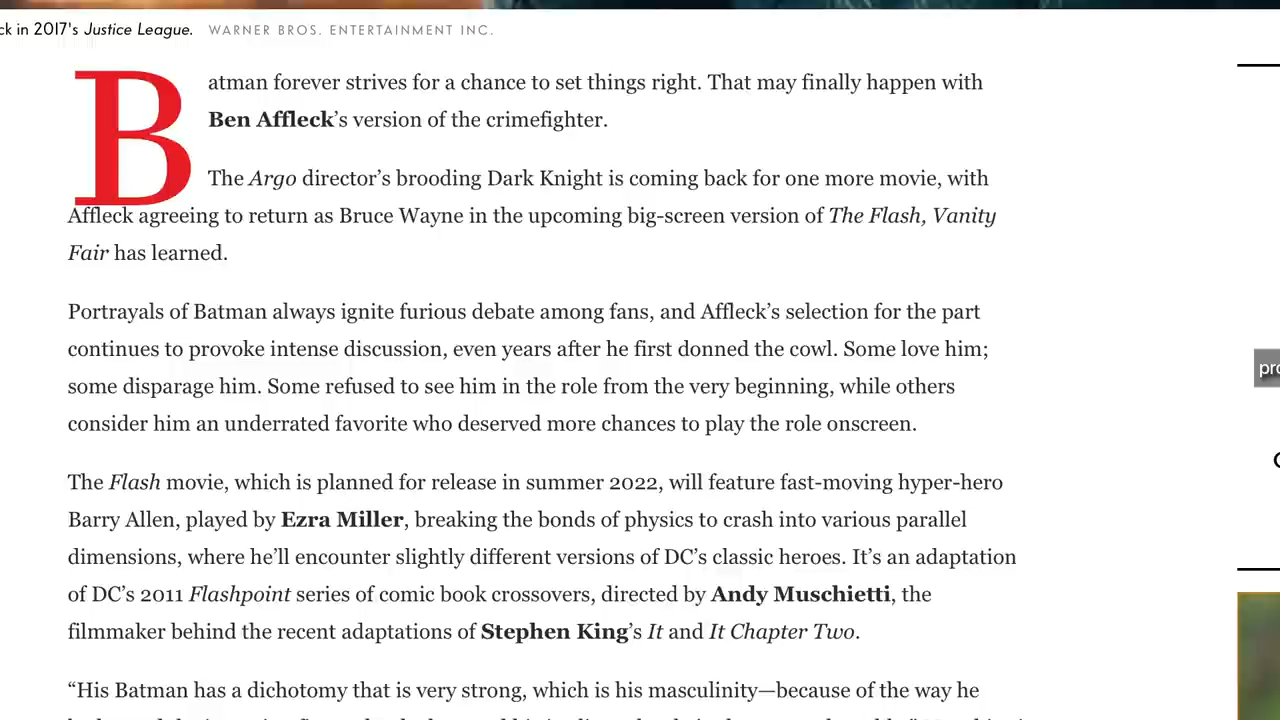 ck in 2017's Justice League. WARNER BROS. ENTERTAINMENT INC.
Batman forever strives for a chance to set things right. That may finally happen with
Ben Affleck’s version of the crimefighter.
The Argo director’s brooding Dark Knight is coming back for one more movie, with
Affleck agreeing to return as Bruce Wayne in the upcoming big-screen version of The Flash, Vanity
Fair has learned.
Portrayals of Batman always ignite furious debate among fans, and Affleck’s selection for the part
continues to provoke intense discussion, even years after he first donned the cowl. Some love him;
some disparage him. Some refused to see him in the role from the very beginning, while others
consider him an underrated favorite who deserved more chances to play the role onscreen.
The Flash movie, which is planned for release in summer 2022, will feature fast-moving hyper-hero
Barry Allen, played by Ezra Miller, breaking the bonds of physics to crash into various parallel
dimensions, where he’ll encounter slightly different versions of DC’s classic heroes. It’s an adaptation
of DC’s 2011 Flashpoint series of comic book crossovers, directed by Andy Muschietti, the
filmmaker behind the recent adaptations of Stephen King’s It and It Chapter Two.
“His Batman has a dichotomy that is very strong, which is his masculinity—because of the way he